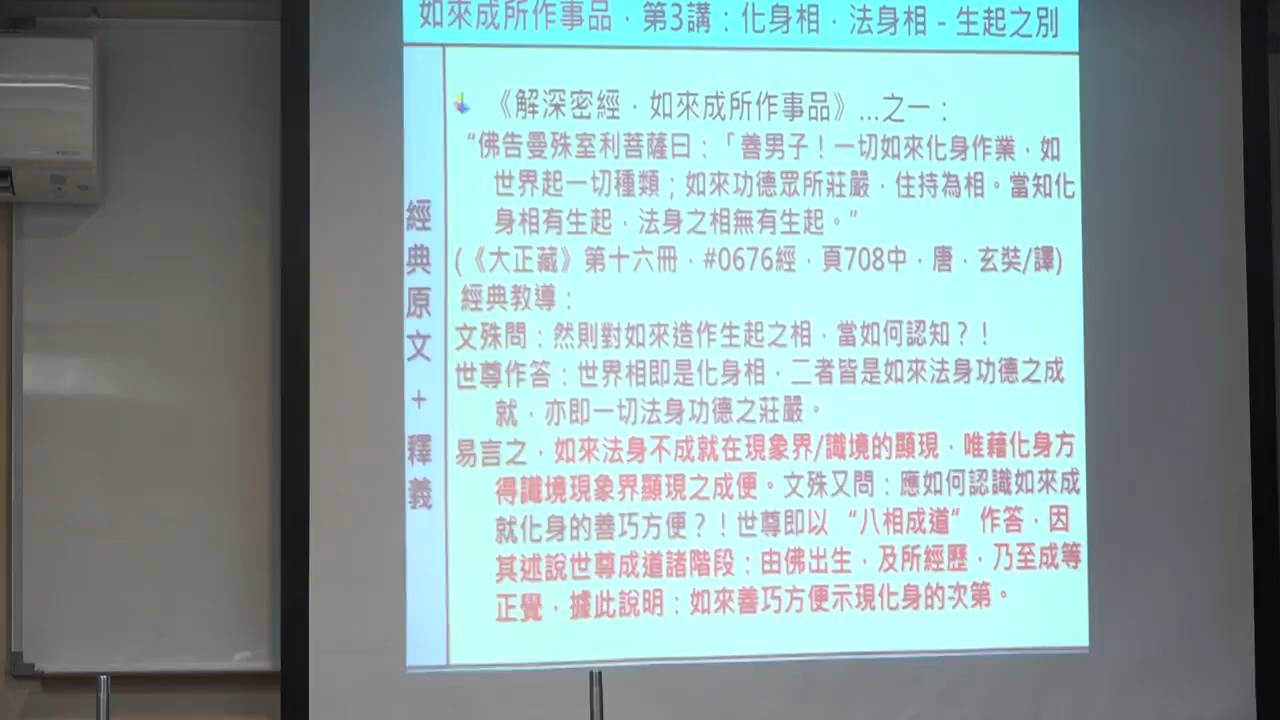 如來成所作事品．第3講：化身相．法身相－生起之別
經典原文+釋義
《解深密經．如來成所作事品》…之一：
“佛告曼殊室利菩薩曰：「善男子！一切如來化身作業，如
世界起一切種類；如來功德眾所莊嚴，住持為相。當知化
身相有生起，法身之相無有生起。”
(《大正藏》第十六冊．#0676經．頁708中．唐．玄奘/譯)
經典教導：
文殊問：然則對如來造作生起之相，當如何認知？！
世尊作答：世界相即是化身相，二者皆是如來法身功德之成
就，亦即一切法身功德之莊嚴。
易言之，如來法身不成就在現象界/識境的顯現，唯藉化身方
得識境現象界顯現之成便。文殊又問：應如何認識如來成
就化身的善巧方便？！世尊即以 “八相成道” 作答，因
其述說世尊成道諸階段：由佛出生，及所經歷，乃至成等
正覺，據此說明：如來善巧方便示現化身的次第。